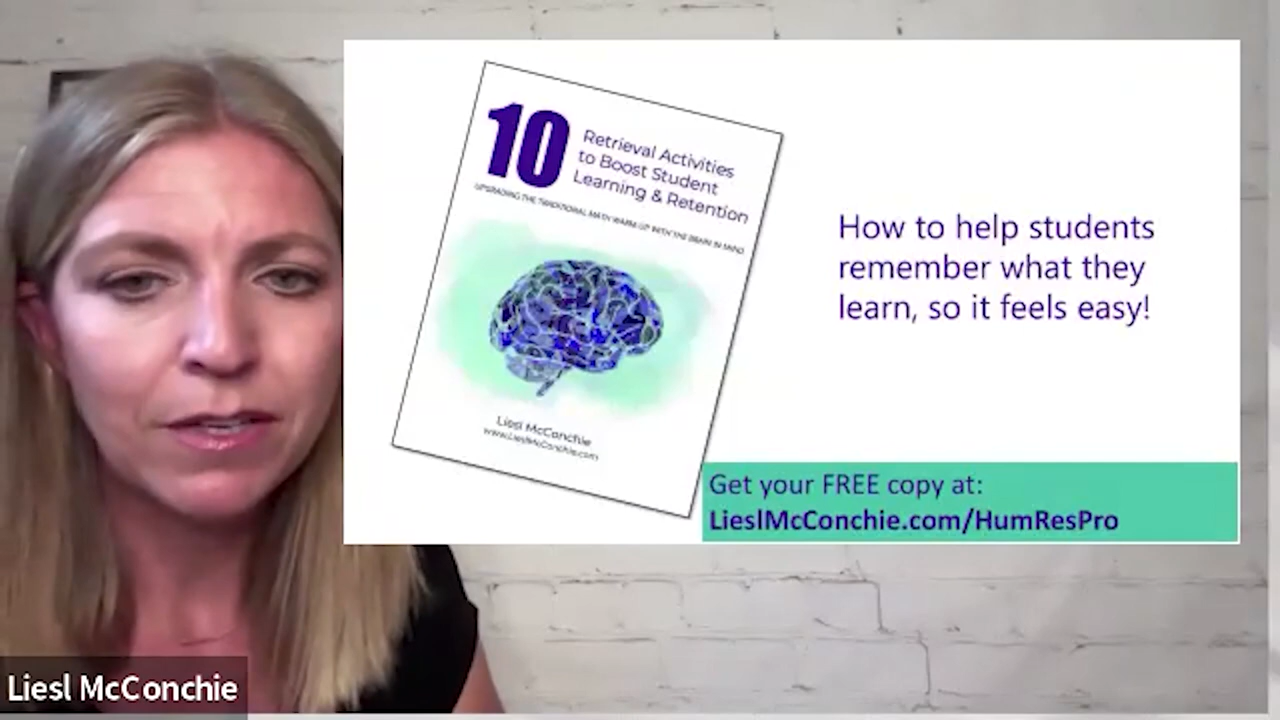 10
Retrieval Activities
to Boost Student
Learning & Retention
UPGRADING THE TRADITIONAL MATH WARM UP WITH THE BRAIN IN MIND
Liesl McConchie
www.LieslMcConchie.com
How to help students
remember what they
learn, so it feels easy!
Get your FREE copy at:
LieslMcConchie.com/HumResPro
Liesl McConchie